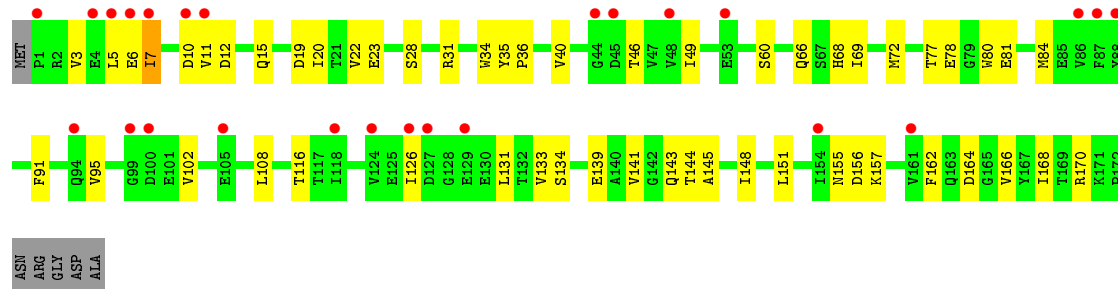 MET P1 R2 V3 E4 L5 E6 I7 D10 V11 D12 Q15 D19 I20 T21 V22 E23 S28 R31 W34 Y35 P36 V40 G44 D45 T46 V47 V48 I49 E53 S60 Q66 S67 H68 I69 M72 T77 E78 G79 W80 E81 M84 E85 V86 F87 Y88
F91 Q94 V95 G99 D100 E101 V102 E105 L108 T116 T117 I118 V124 E125 I126 D127 G128 E129 E130 L131 T132 V133 S134 E139 A140 V141 G142 Q143 T144 A145 I148 L151 I154 N155 D156 K157 V161 F162 Q163 D164 G165 V166 Y167 I168 T169 R170 K171
ASN ARG GLY ASP ALA